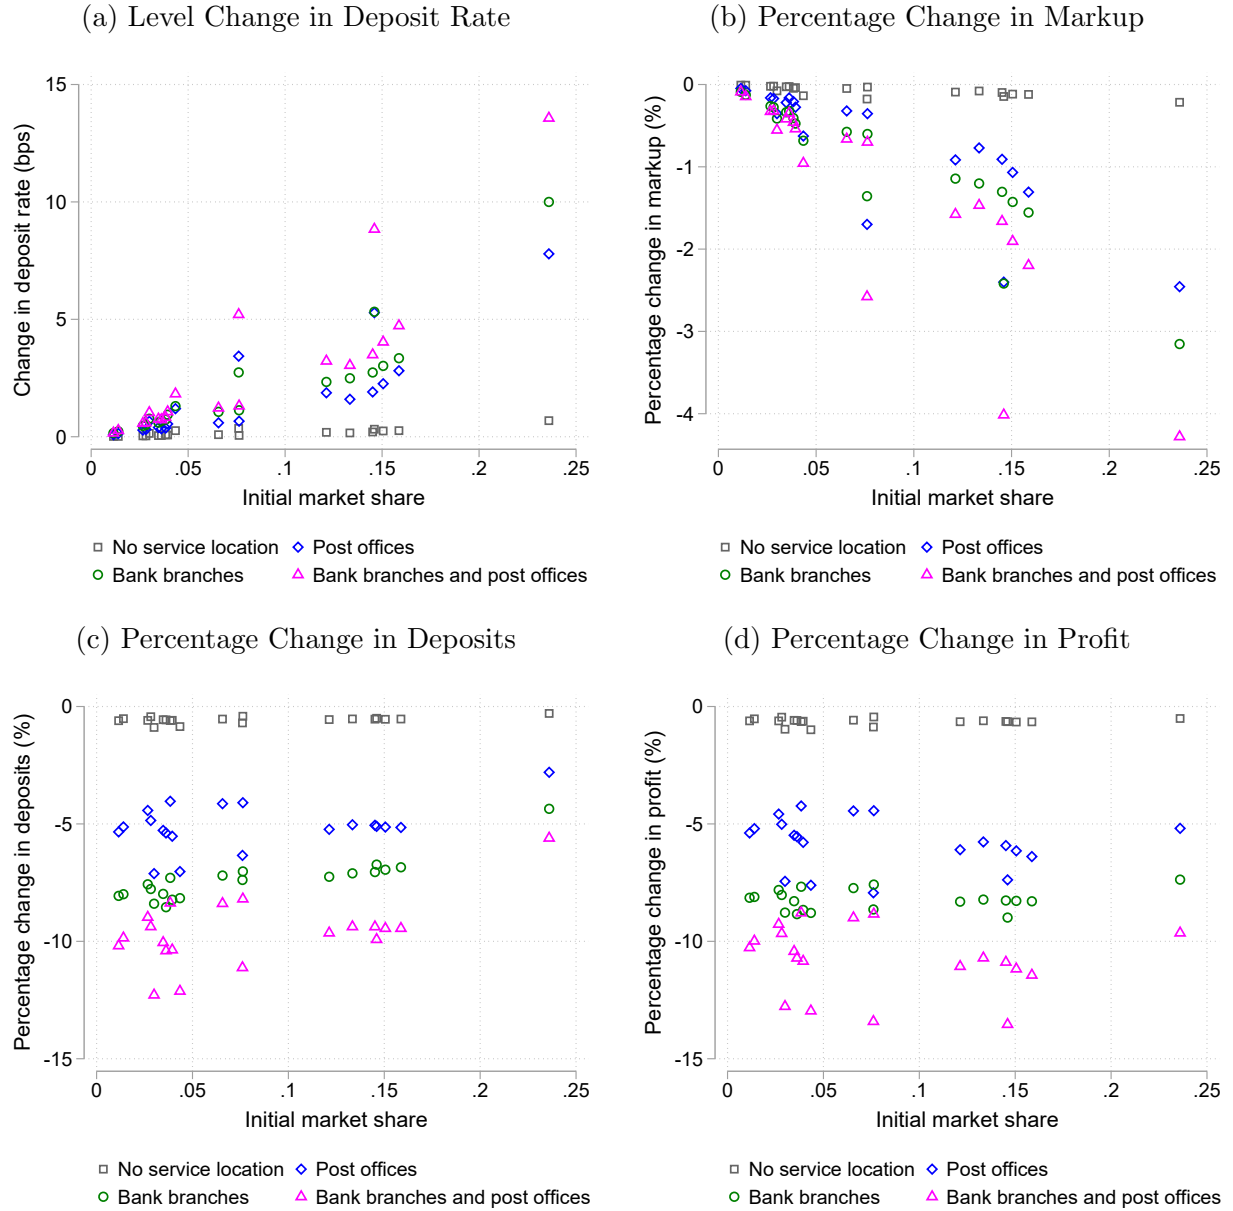 (a) Level Change in Deposit Rate
Change in deposit rate (bps)
15
10
5
0
0 .05 .1 .15 .2 .25
Initial market share
No service location Post offices
Bank branches Bank branches and post offices
(b) Percentage Change in Markup
Percentage change in markup (%)
0
-1
-2
-3
-4
0 .05 .1 .15 .2 .25
Initial market share
No service location Post offices
Bank branches Bank branches and post offices
(c) Percentage Change in Deposits
Percentage change in deposits (%)
0
-5
-10
-15
0 .05 .1 .15 .2 .25
Initial market share
No service location Post offices
Bank branches Bank branches and post offices
(d) Percentage Change in Profit
Percentage change in profit (%)
0
-5
-10
-15
0 .05 .1 .15 .2 .25
Initial market share
No service location Post offices
Bank branches Bank branches and post offices